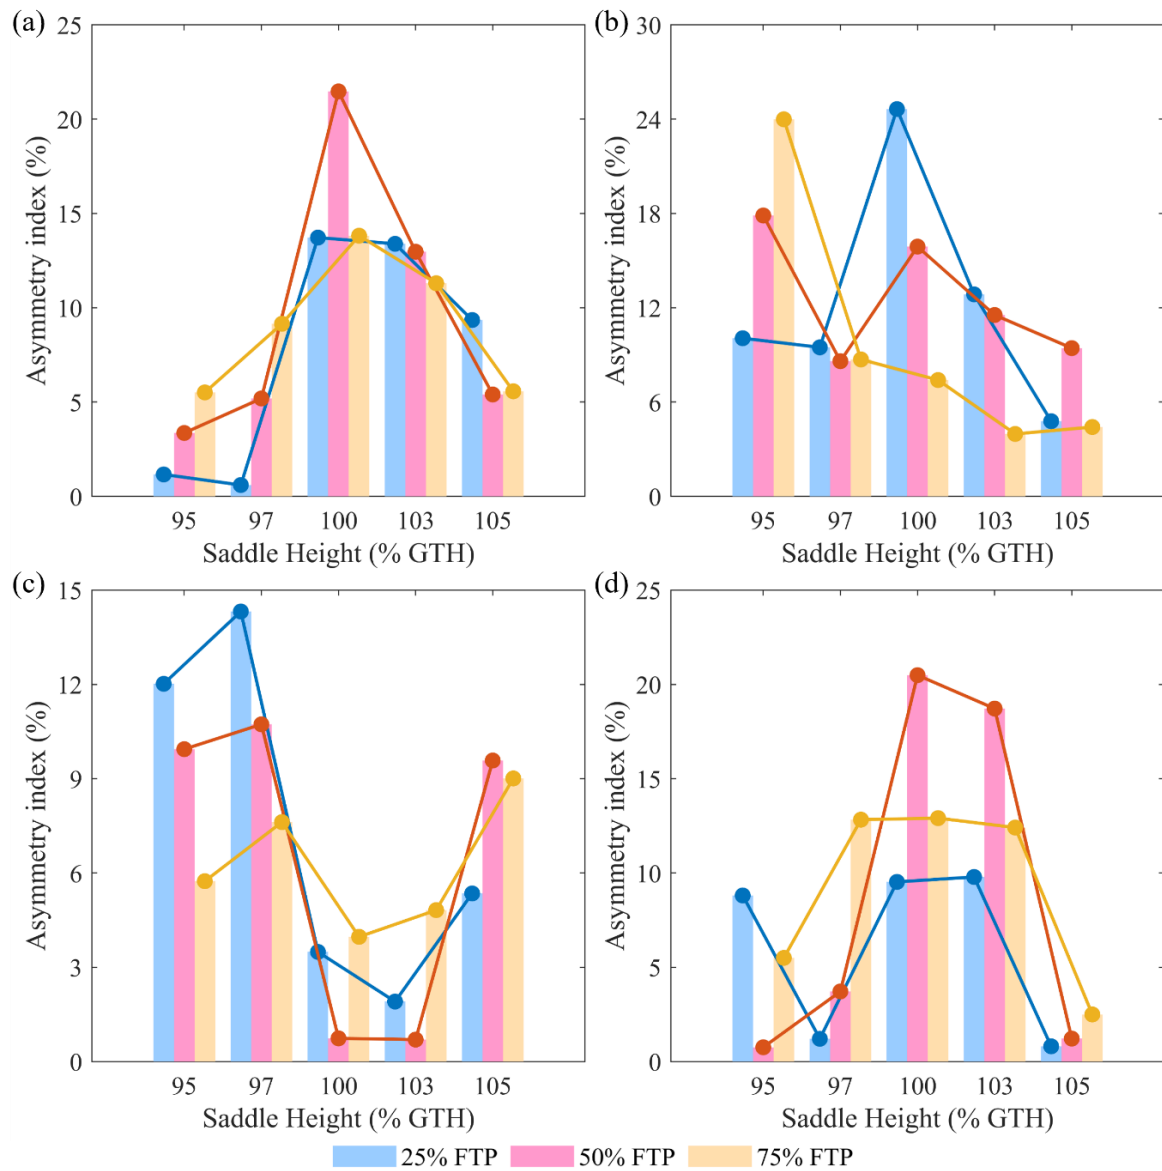 (a)
25
20
15
10
5
0
Asymmetry index (%)
95 97 100 103 105
Saddle Height (% GTH)
(b)
30
24
18
12
6
0
Asymmetry index (%)
95 97 100 103 105
Saddle Height (% GTH)
(c)
15
12
9
6
3
0
Asymmetry index (%)
95 97 100 103 105
Saddle Height (% GTH)
(d)
25
20
15
10
5
0
Asymmetry index (%)
95 97 100 103 105
Saddle Height (% GTH)
25% FTP 50% FTP 75% FTP